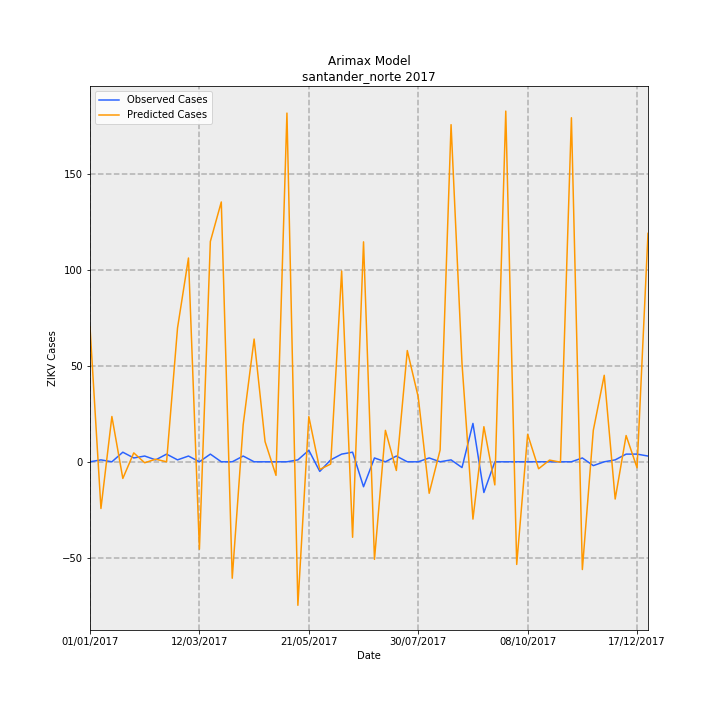 Arimax Model
santander_norte 2017
Observed Cases
Predicted Cases
150
100
50
0
−50
ZIKV Cases
01/01/2017 12/03/2017 21/05/2017 30/07/2017 08/10/2017 17/12/2017
Date